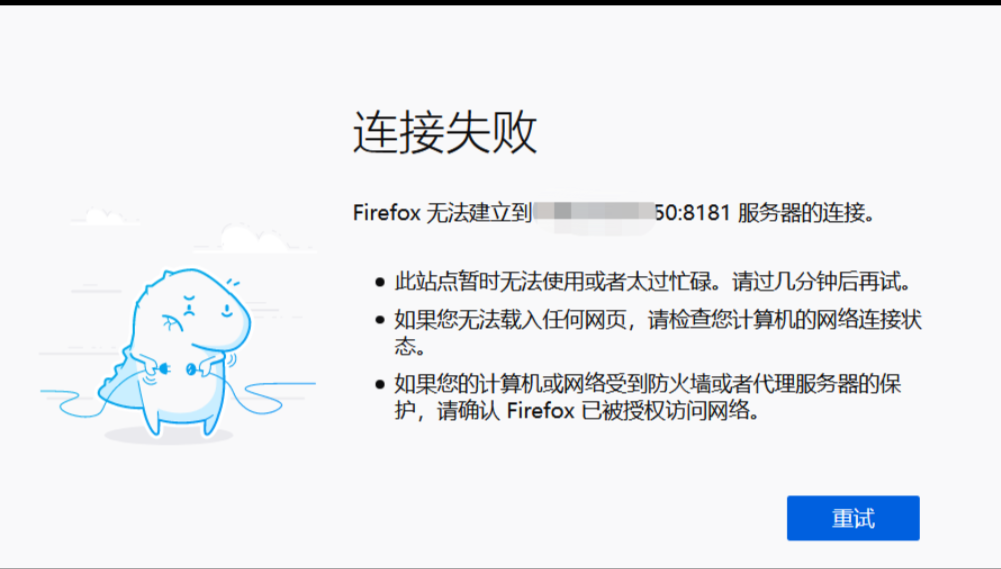 连接失败
Firefox 无法建立到 50:8181 服务器的连接。
此站点暂时无法使用或者太过忙碌。请过几分钟后再试。
如果您无法载入任何网页，请检查您计算机的网络连接状
态。
如果您的计算机或网络受到防火墙或者代理服务器的保
护，请确认 Firefox 已被授权访问网络。
重试